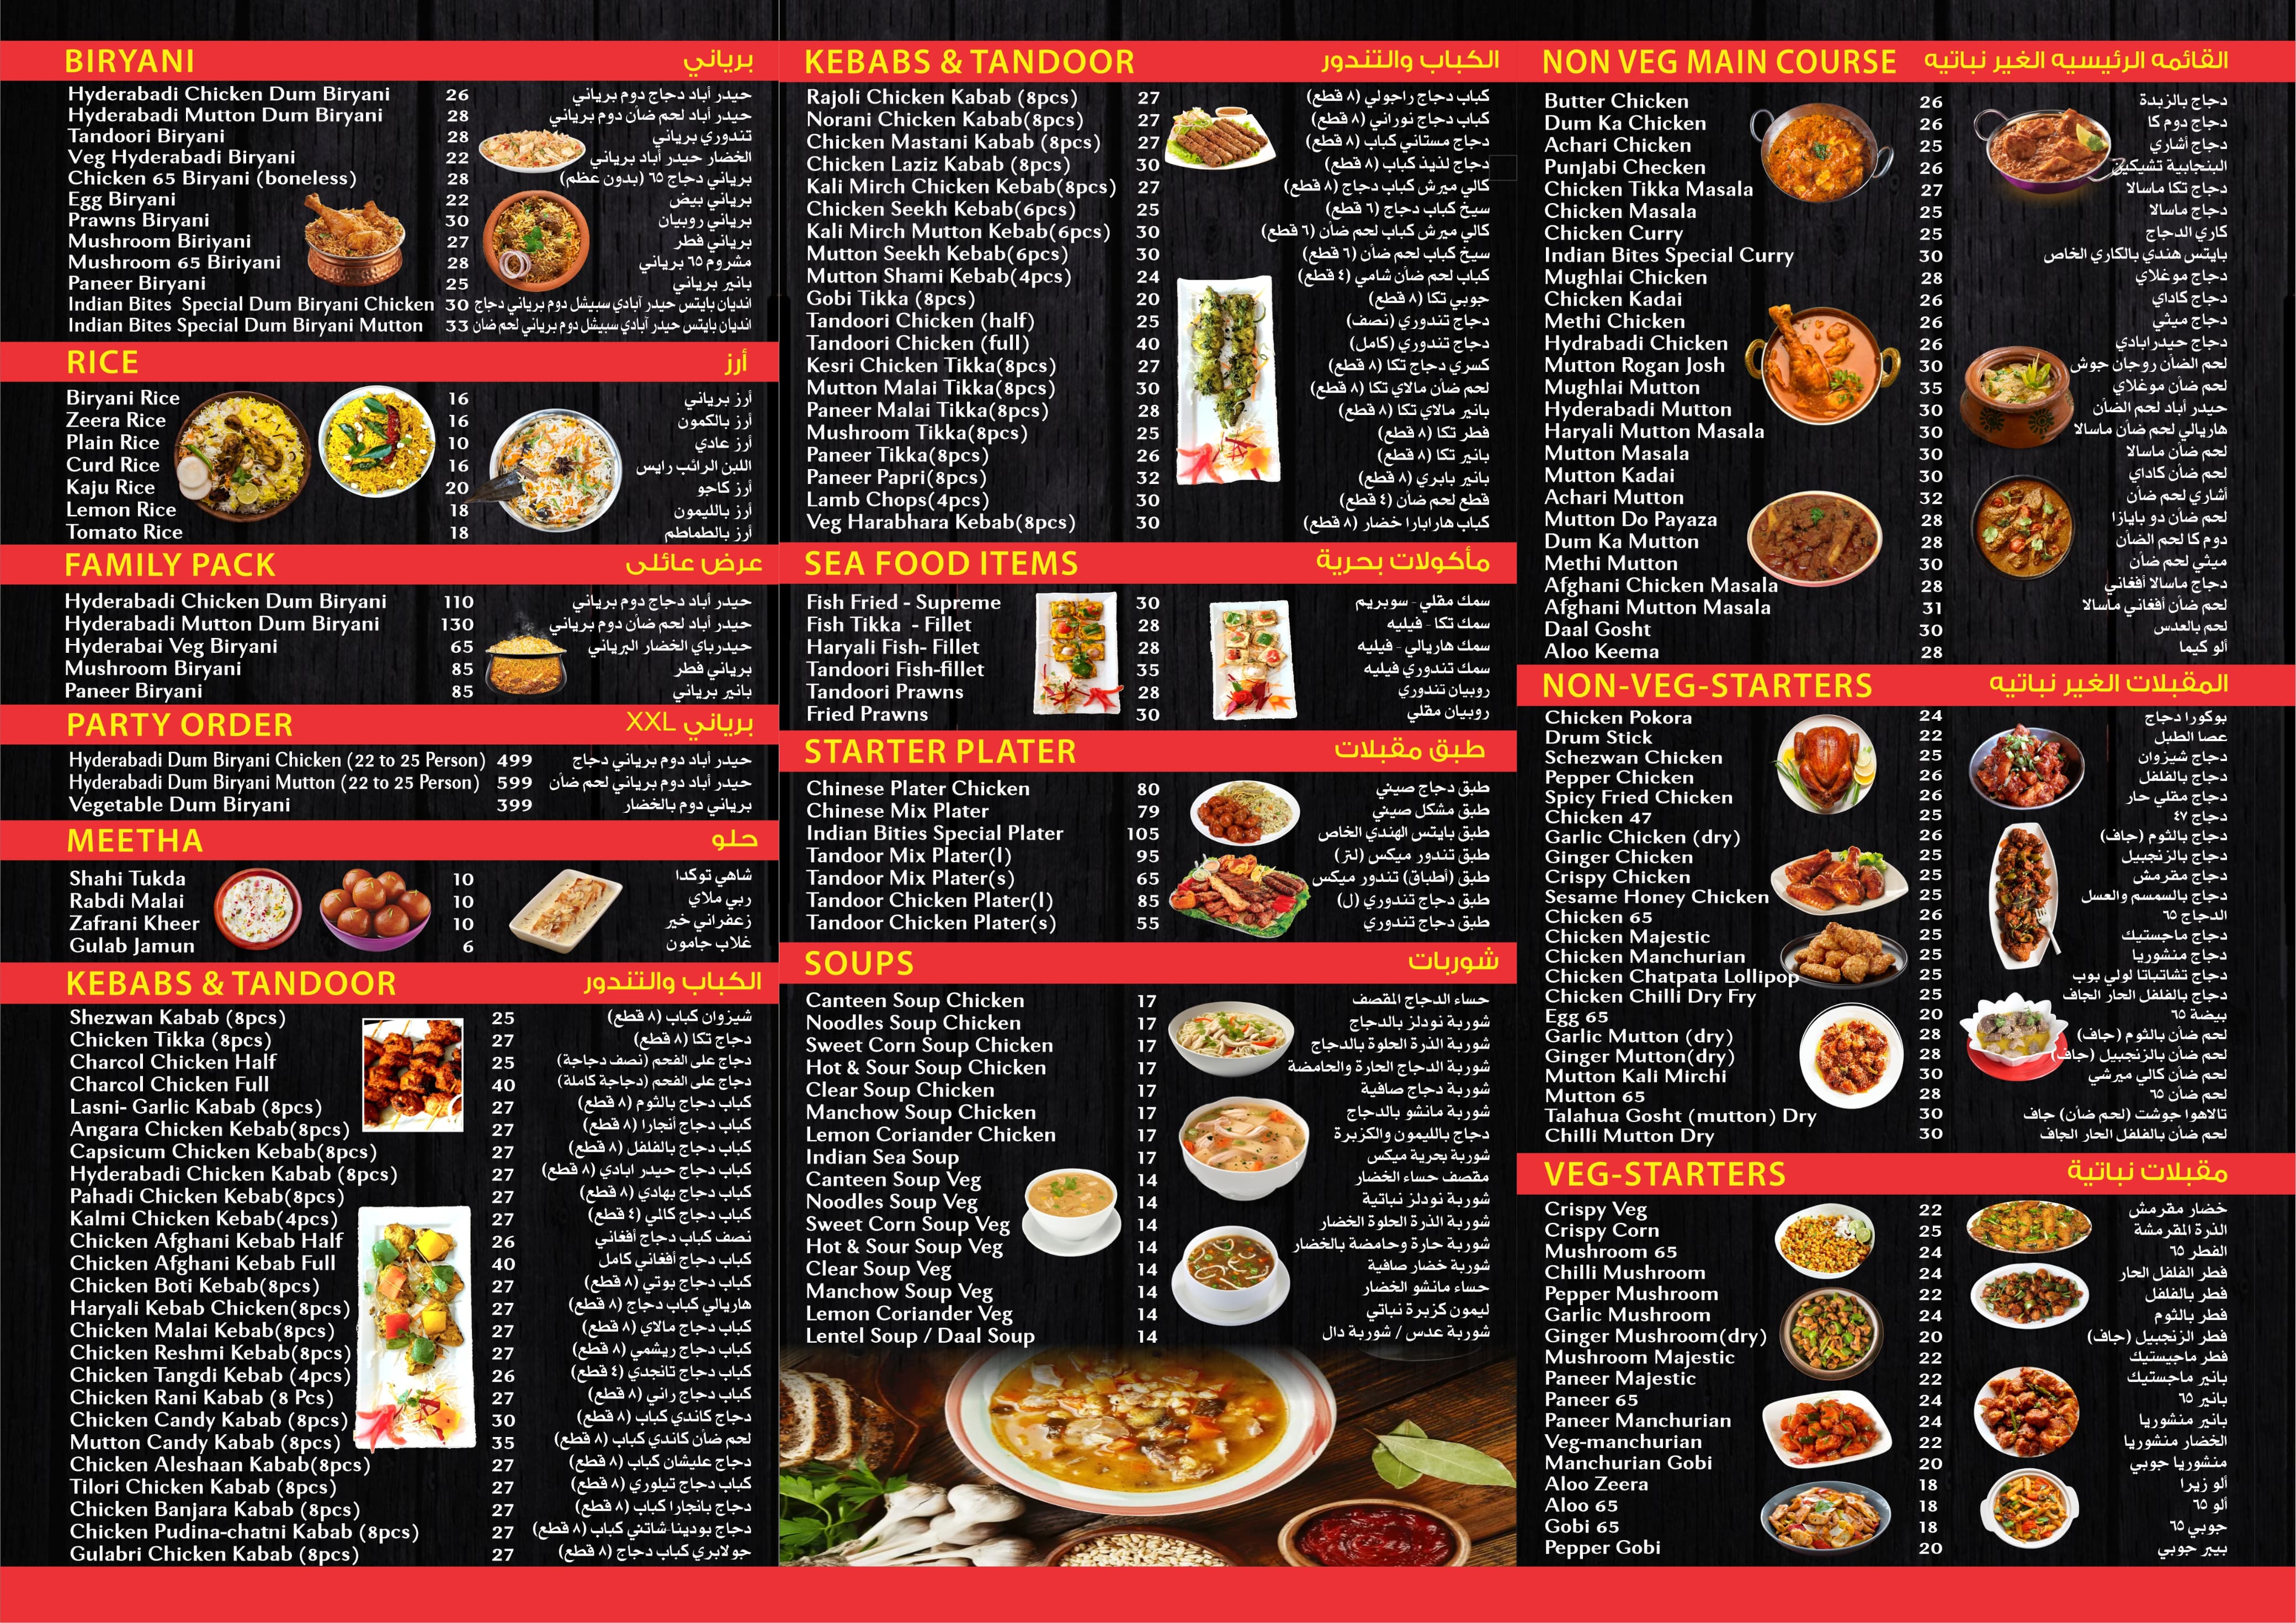 BIRYANI برياني
Hyderabadi Chicken Dum Biryani 26 حيدر أباد دجاج دوم برياني
Hyderabadi Mutton Dum Biryani 28 حيدر أباد لحم ضأن دوم برياني
Tandoori Biryani 28 تندوري برياني
Veg Hyderabadi Biryani 22 الخضار حيدر أباد برياني
Chicken 65 Biryani (boneless) 28 برياني دجاج ٦٥ (بدون عظم)
Egg Biryani 22 برياني بيض
Prawns Biryani 30 برياني روبيان
Mushroom Biriyani 27 برياني فطر
Mushroom 65 Biriyani 28 مشروم ٦٥ برياني
Paneer Biryani 25 بانير برياني
Indian Bites Special Dum Biryani Chicken 30 انديان بايتس حيدر آبادي سبيشل دوم برياني دجاج
Indian Bites Special Dum Biryani Mutton 33 انديان بايتس حيدر آبادي سبيشل دوم برياني لحم ضان
RICE أرز
Biryani Rice 16 أرز برياني
Zeera Rice 16 أرز بالكمون
Plain Rice 10 أرز عادي
Curd Rice 16 اللبن الرائب رايس
Kaju Rice 20 أرز كاجو
Lemon Rice 18 أرز بالليمون
Tomato Rice 18 أرز بالطماطم
FAMILY PACK عرض عائلى
Hyderabadi Chicken Dum Biryani 110 حيدر أباد دجاج دوم برياني
Hyderabadi Mutton Dum Biryani 130 حيدر أباد لحم ضأن دوم برياني
Hyderabai Veg Biryani 65 حيدرباي الخضار البرياني
Mushroom Biryani 85 برياني فطر
Paneer Biryani 85 بانير برياني
PARTY ORDER برياني XXL
Hyderabadi Dum Biryani Chicken (22 to 25 Person) 499 حيدر أباد دوم برياني دجاج
Hyderabadi Dum Biryani Mutton (22 to 25 Person) 599 حيدر أباد دوم برياني لحم ضأن
Vegetable Dum Biryani 399 برياني دوم بالخضار
MEETHA حلو
Shahi Tukda 10 شاهي توكدا
Rabdi Malai 10 ربي ملاي
Zafrani Kheer 10 زعفراني خير
Gulab Jamun 6 غلاب جامون
KEBABS & TANDOOR الكباب والتندور
Shezwan Kabab (8pcs) 25 شيزوان كباب (٨ قطع)
Chicken Tikka (8pcs) 27 دجاج تكا (٨ قطع)
Charcol Chicken Half 25 دجاج على الفحم (نصف دجاجة)
Charcol Chicken Full 40 دجاج على الفحم (دجاجة كاملة)
Lasni- Garlic Kabab (8pcs) 27 كباب دجاج بالثوم (٨ قطع)
Angara Chicken Kebab(8pcs) 27 كباب دجاج أنجارا (٨ قطع)
Capsicum Chicken Kebab(8pcs) 27 كباب دجاج بالفلفل (٨ قطع)
Hyderabadi Chicken Kabab (8pcs) 27 كباب دجاج حيدر ابادي (٨ قطع)
Pahadi Chicken Kebab(8pcs) 27 كباب دجاج بهادي (٨ قطع)
Kalmi Chicken Kebab(4pcs) 27 كباب دجاج كالي (٤ قطع)
Chicken Afghani Kebab Half 26 نصف كباب دجاج أفغاني
Chicken Afghani Kebab Full 40 كباب دجاج أفغاني كامل
Chicken Boti Kebab(8pcs) 27 كباب دجاج بوتي (٨ قطع)
Haryali Kebab Chicken(8pcs) 27 هاريالي كباب دجاج (٨ قطع)
Chicken Malai Kebab(8pcs) 27 كباب دجاج مالاي (٨ قطع)
Chicken Reshmi Kebab(8pcs) 27 كباب دجاج ريشمي (٨ قطع)
Chicken Tangdi Kebab (4pcs) 26 كباب دجاج تانجدي (٤ قطع)
Chicken Rani Kabab (8 Pcs) 27 كباب دجاج راني (٨ قطع)
Chicken Candy Kabab (8pcs) 30 دجاج كاندي كباب (٨ قطع)
Mutton Candy Kabab (8pcs) 35 لحم ضأن كاندي كباب (٨ قطع)
Chicken Aleshaan Kabab(8pcs) 27 دجاج عليشان كباب (٨ قطع)
Tilori Chicken Kabab (8pcs) 27 كباب دجاج تيلوري (٨ قطع)
Chicken Banjara Kabab (8pcs) 27 دجاج بانجارا كباب (٨ قطع)
Chicken Pudina-chatni Kabab (8pcs) 27 دجاج بودينا-شاتني كباب (٨ قطع)
Gulabri Chicken Kabab (8pcs) 27 جولابري كباب دجاج (٨ قطع)
KEBABS & TANDOOR الكباب والتندور
Rajoli Chicken Kabab (8pcs) 27 كباب دجاج راجولي (٨ قطع)
Norani Chicken Kabab(8pcs) 27 كباب دجاج نوراني (٨ قطع)
Chicken Mastani Kabab (8pcs) 27 دجاج مستاني كباب (٨ قطع)
Chicken Laziz Kabab (8pcs) 30 دجاج لذيذ كباب (٨ قطع)
Kali Mirch Chicken Kebab(8pcs) 27 كالي ميرش كباب دجاج (٨ قطع)
Chicken Seekh Kebab(6pcs) 25 سيخ كباب دجاج (٦ قطع)
Kali Mirch Mutton Kebab(6pcs) 30 كالي ميرش كباب لحم ضأن (٦ قطع)
Mutton Seekh Kebab(6pcs) 30 سيخ كباب لحم ضأن (٦ قطع)
Mutton Shami Kebab(4pcs) 24 كباب لحم ضأن شامي (٤ قطع)
Gobi Tikka (8pcs) 20 جوبي تكا (٨ قطع)
Tandoori Chicken (half) 25 دجاج تندوري (نصف)
Tandoori Chicken (full) 40 دجاج تندوري (كامل)
Kesri Chicken Tikka(8pcs) 27 كسري دجاج تكا (٨ قطع)
Mutton Malai Tikka(8pcs) 30 لحم ضأن مالاي تكا (٨ قطع)
Paneer Malai Tikka(8pcs) 28 بانير مالاي تكا (٨ قطع)
Mushroom Tikka(8pcs) 25 فطر تكا (٨ قطع)
Paneer Tikka(8pcs) 26 بانير تكا (٨ قطع)
Paneer Papri(8pcs) 32 بانير بابري (٨ قطع)
Lamb Chops(4pcs) 30 قطع لحم ضأن (٤ قطع)
Veg Harabhara Kebab(8pcs) 30 كباب هارابارا خضار (٨ قطع)
SEA FOOD ITEMS مأكولات بحرية
Fish Fried - Supreme 30 سمك مقلي - سوبريم
Fish Tikka - Fillet 28 سمك تكا - فيليه
Haryali Fish- Fillet 28 سمك هاريالي - فيليه
Tandoori Fish-fillet 35 سمك تندوري فيليه
Tandoori Prawns 28 روبيان تندوري
Fried Prawns 30 روبيان مقلي
STARTER PLATER طبق مقبلات
Chinese Plater Chicken 80 طبق دجاج صيني
Chinese Mix Plater 79 طبق مشكل صيني
Indian Bities Special Plater 105 طبق بايتس الهندي الخاص
Tandoor Mix Plater(l) 95 طبق تندور ميكس (لتر)
Tandoor Mix Plater(s) 65 طبق (أطباق) تندور ميكس
Tandoor Chicken Plater(l) 85 طبق دجاج تندوري (ل)
Tandoor Chicken Plater(s) 55 طبق دجاج تندوري
SOUPS شوربات
Canteen Soup Chicken 17 حساء الدجاج المقصف
Noodles Soup Chicken 17 شوربة نودلز بالدجاج
Sweet Corn Soup Chicken 17 شوربة الذرة الحلوة بالدجاج
Hot & Sour Soup Chicken 17 شوربة الدجاج الحارة والحامضة
Clear Soup Chicken 17 شوربة دجاج صافية
Manchow Soup Chicken 17 شوربة مانشو بالدجاج
Lemon Coriander Chicken 17 دجاج بالليمون والكزبرة
Indian Sea Soup 17 شوربة بحرية ميكس
Canteen Soup Veg 14 مقصف حساء الخضار
Noodles Soup Veg 14 شوربة نودلز نباتية
Sweet Corn Soup Veg 14 شوربة الذرة الحلوة الخضار
Hot & Sour Soup Veg 14 شوربة حارة وحامضة بالخضار
Clear Soup Veg 14 شوربة خضار صافية
Manchow Soup Veg 14 حساء مانشو الخضار
Lemon Coriander Veg 14 ليمون كزبرة نباتي
Lentel Soup / Daal Soup 14 شوربة عدس / شوربة دال
NON VEG MAIN COURSE القائمه الرئيسيه الغير نباتيه
Butter Chicken 26 دجاج بالزبدة
Dum Ka Chicken 26 دجاج دوم كا
Achari Chicken 25 دجاج أشاري
Punjabi Checken 26 البنجابية تشيكين
Chicken Tikka Masala 27 دجاج تكا ماسالا
Chicken Masala 25 دجاج ماسالا
Chicken Curry 25 كاري الدجاج
Indian Bites Special Curry 30 بايتس هندي بالكاري الخاص
Mughlai Chicken 28 دجاج موغلاي
Chicken Kadai 26 دجاج كاداي
Methi Chicken 26 دجاج ميثي
Hydrabadi Chicken 26 دجاج حيدرابادي
Mutton Rogan Josh 30 لحم الضأن روجان جوش
Mughlai Mutton 35 لحم ضأن موغلاي
Hyderabadi Mutton 30 حيدر أباد لحم الضأن
Haryali Mutton Masala 30 هاريالي لحم ضأن ماسالا
Mutton Masala 30 لحم ضأن ماسالا
Mutton Kadai 30 لحم ضأن كاداي
Achari Mutton 32 أشاري لحم ضأن
Mutton Do Payaza 28 لحم ضأن دو بايازا
Dum Ka Mutton 28 دوم كا لحم الضأن
Methi Mutton 30 ميثي لحم ضأن
Afghani Chicken Masala 28 دجاج ماسالا أفغاني
Afghani Mutton Masala 31 لحم ضأن أفغاني ماسالا
Daal Gosht 30 لحم بالعدس
Aloo Keema 28 ألو كيما
NON-VEG-STARTERS المقبلات الغير نباتيه
Chicken Pokora 24 بوكورا دجاج
Drum Stick 22 عصا الطبل
Schezwan Chicken 25 دجاج شيزوان
Pepper Chicken 26 دجاج بالفلفل
Spicy Fried Chicken 26 دجاج مقلي حار
Chicken 47 25 دجاج ٤٧
Garlic Chicken (dry) 26 دجاج بالثوم (جاف)
Ginger Chicken 25 دجاج بالزنجبيل
Crispy Chicken 25 دجاج مقرمش
Sesame Honey Chicken 25 دجاج بالسمسم والعسل
Chicken 65 26 الدجاج ٦٥
Chicken Majestic 25 دجاج ماجستيك
Chicken Manchurian 25 دجاج منشوريا
Chicken Chatpata Lollipop 25 دجاج تشاتباتا لولي بوب
Chicken Chilli Dry Fry 25 دجاج بالفلفل الحار الجاف
Egg 65 20 بيضة ٦٥
Garlic Mutton (dry) 28 لحم ضأن بالثوم (جاف)
Ginger Mutton(dry) 28 لحم ضأن بالزنجبيل (جاف)
Mutton Kali Mirchi 30 لحم ضأن كالي ميرشي
Mutton 65 28 لحم ضأن ٦٥
Talahua Gosht (mutton) Dry 30 تالاهوا جوشت (لحم ضأن) جاف
Chilli Mutton Dry 30 لحم ضأن بالفلفل الحار الجاف
VEG-STARTERS مقبلات نباتية
Crispy Veg 22 خضار مقرمش
Crispy Corn 25 الذرة المقرمشة
Mushroom 65 24 الفطر ٦٥
Chilli Mushroom 24 فطر الفلفل الحار
Pepper Mushroom 22 فطر بالفلفل
Garlic Mushroom 24 فطر بالثوم
Ginger Mushroom(dry) 20 فطر الزنجبيل (جاف)
Mushroom Majestic 22 فطر ماجيستيك
Paneer Majestic 22 بانير ماجستيك
Paneer 65 24 بانير ٦٥
Paneer Manchurian 24 بانير منشوريا
Veg-manchurian 22 الخضار منشوريا
Manchurian Gobi 20 منشوريا جوبي
Aloo Zeera 18 ألو زيرا
Aloo 65 18 ألو ٦٥
Gobi 65 18 جوبي ٦٥
Pepper Gobi 20 بيبر جوبي